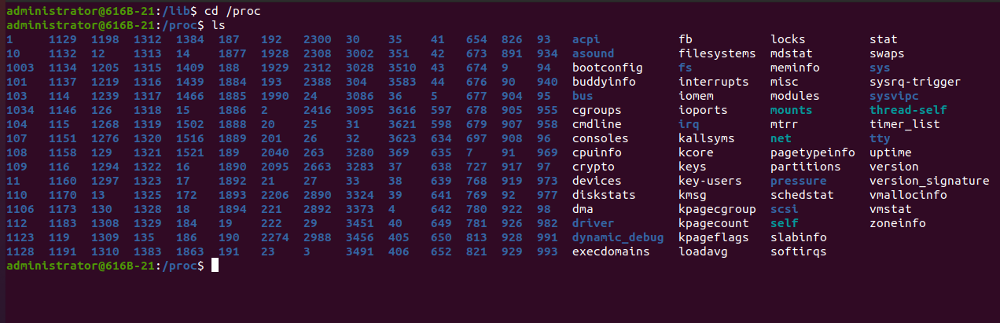 administrator@616B-21:/lib$ cd /proc
administrator@616B-21:/proc$ ls
1 1129 1198 1312 1384 187 192 2300 30 35 41 654 826 93 acpi fb locks stat
10 1132 12 1313 14 1877 1928 2308 3002 351 42 673 891 934 asound filesystems mdstat swaps
1003 1134 1205 1315 1409 188 1929 2312 3028 3510 43 674 9 94 bootconfig fs meminfo sys
101 1137 1219 1316 1439 1884 193 2388 304 3583 44 676 90 940 buddyinfo interrupts misc sysrq-trigger
103 114 1239 1317 1466 1885 1990 24 3086 36 5 677 904 95 bus iomem modules sysvipc
1034 1146 126 1318 15 1886 2 2416 3095 3616 597 678 905 955 cgroups ioports mounts thread-self
104 115 1268 1319 1502 1888 20 25 31 3621 598 679 907 958 cmdline irq mtrr timer_list
107 1151 1276 1320 1516 1889 201 26 32 3623 634 697 908 96 consoles kallsyms net tty
108 1158 129 1321 1521 189 2040 263 3280 369 635 7 91 969 cpuinfo kcore pagetypeinfo uptime
109 116 1294 1322 16 1890 2095 2663 3283 37 638 727 917 97 crypto keys partitions version
11 1160 1297 1323 17 1892 21 27 33 38 639 768 919 973 devices key-users pressure version_signature
110 1170 13 1325 172 1893 2206 2890 3324 39 641 769 92 977 diskstats kmsg schedstat vmallocinfo
1106 1173 130 1328 18 1894 221 2892 3373 4 642 780 922 98 dma kpagecgroup scsi vmstat
112 1183 1308 1329 184 19 222 29 3451 40 649 781 926 982 driver kpagecount self zoneinfo
1123 119 1309 135 186 190 2274 2988 3456 405 650 813 928 991 dynamic_debug kpageflags slabinfo
1128 1191 1310 1383 1863 191 23 3 3491 406 652 821 929 993 execdomains loadavg softirqs
administrator@616B-21:/proc$